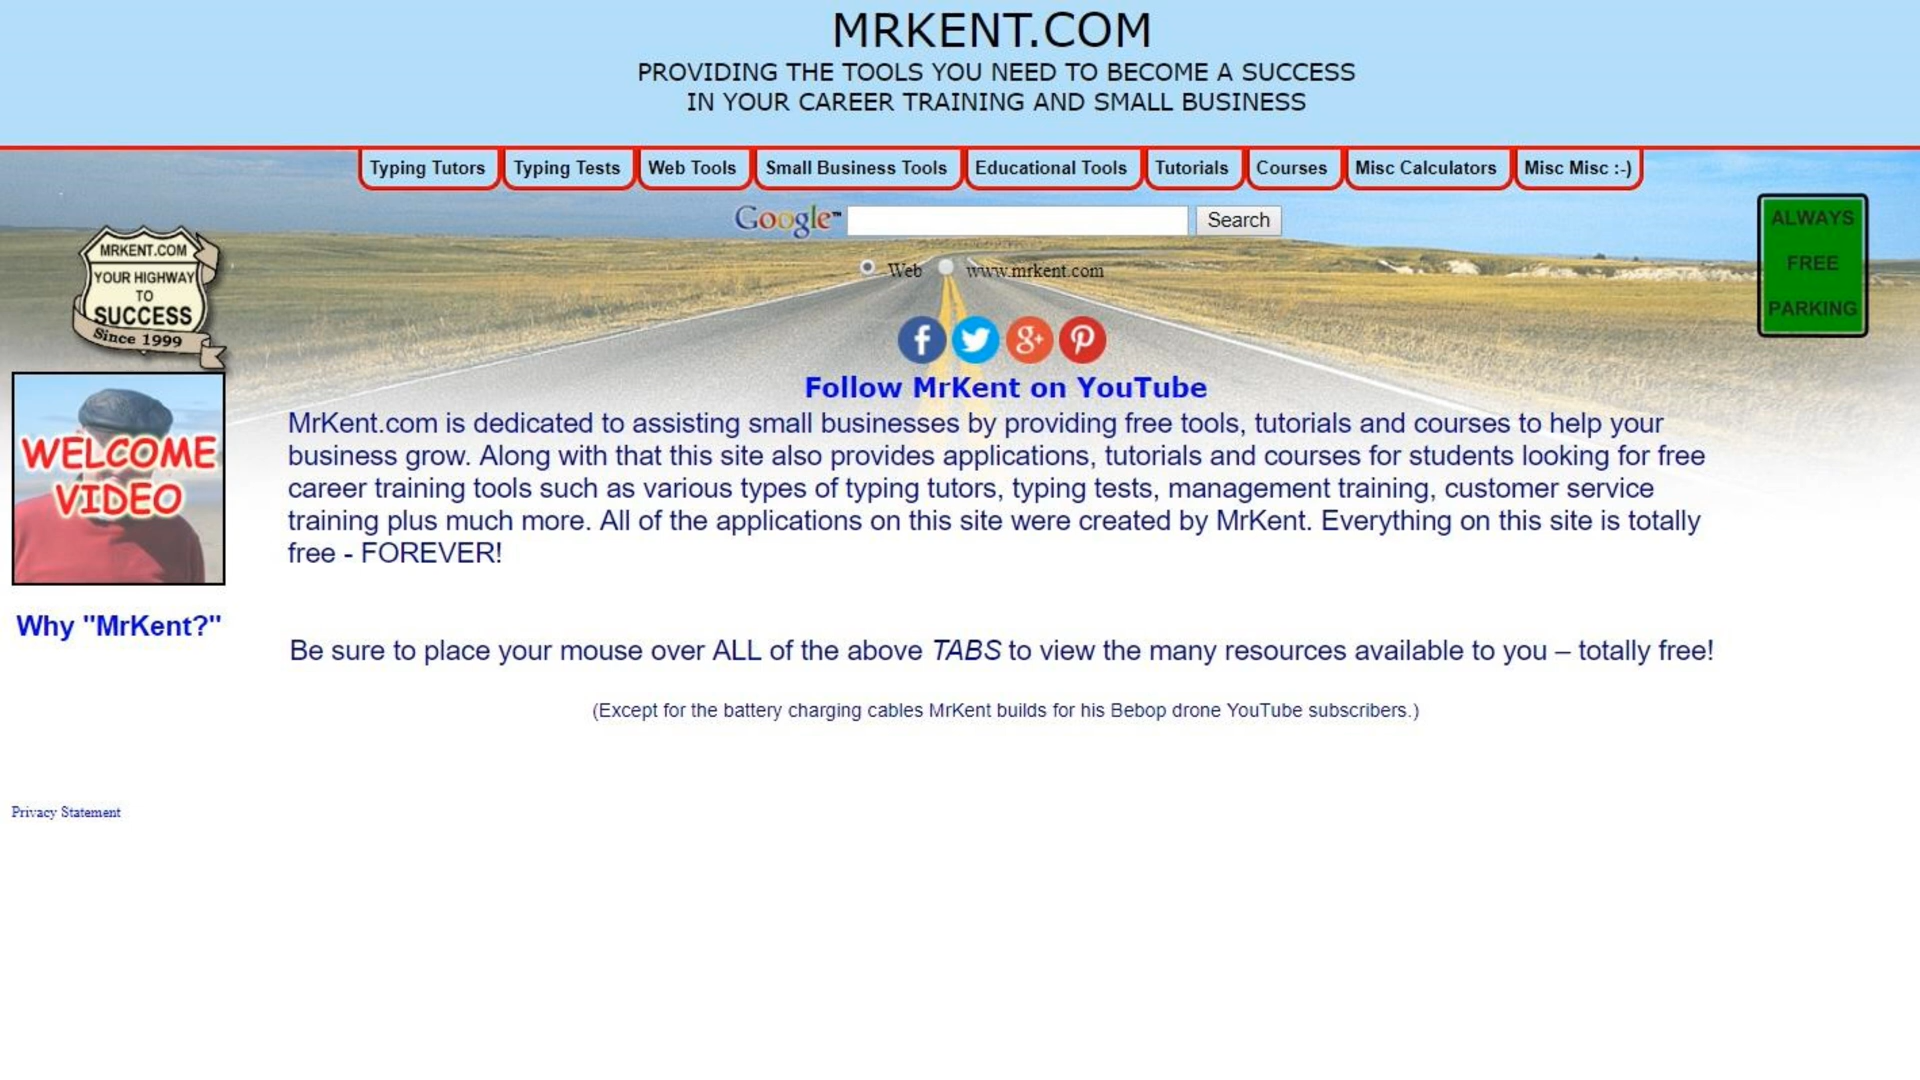 MRKENT.COM
PROVIDING THE TOOLS YOU NEED TO BECOME A SUCCESS
IN YOUR CAREER TRAINING AND SMALL BUSINESS
Typing Tutors
Typing Tests
Web Tools
Small Business Tools
Educational Tools
Tutorials
Courses
Misc Calculators
Misc Misc :-)
Google™
Search
Web
www.mrkent.com
MRKENT.COM
YOUR HIGHWAY
TO
SUCCESS
Since 1999
ALWAYS
FREE
PARKING
f
g+
Follow MrKent on YouTube
WELCOME
VIDEO
Why "MrKent?"
MrKent.com is dedicated to assisting small businesses by providing free tools, tutorials and courses to help your
business grow. Along with that this site also provides applications, tutorials and courses for students looking for free
career training tools such as various types of typing tutors, typing tests, management training, customer service
training plus much more. All of the applications on this site were created by MrKent. Everything on this site is totally
free - FOREVER!
Be sure to place your mouse over ALL of the above TABS to view the many resources available to you – totally free!
(Except for the battery charging cables MrKent builds for his Bebop drone YouTube subscribers.)
Privacy Statement